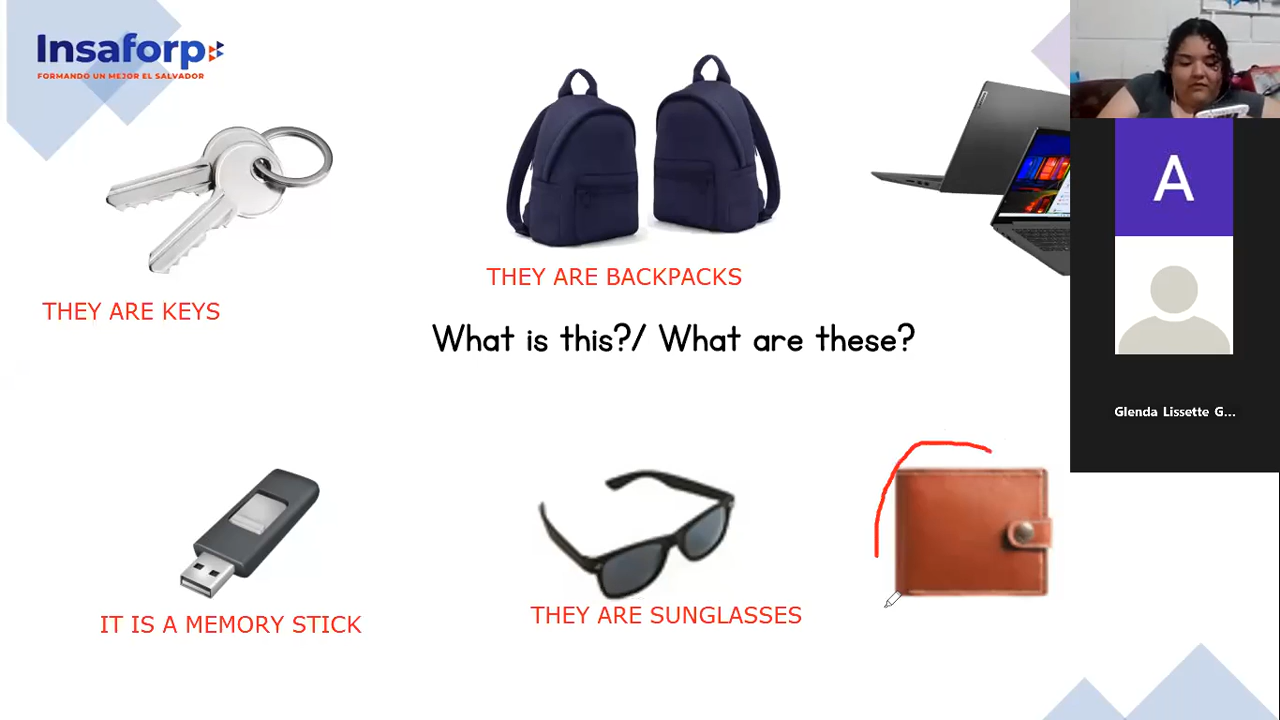 Insaforp
FORMANDO UN MEJOR EL SALVADOR
THEY ARE KEYS
THEY ARE BACKPACKS
What is this?/ What are these?
IT IS A MEMORY STICK
THEY ARE SUNGLASSES
A
Glenda Lissette G...